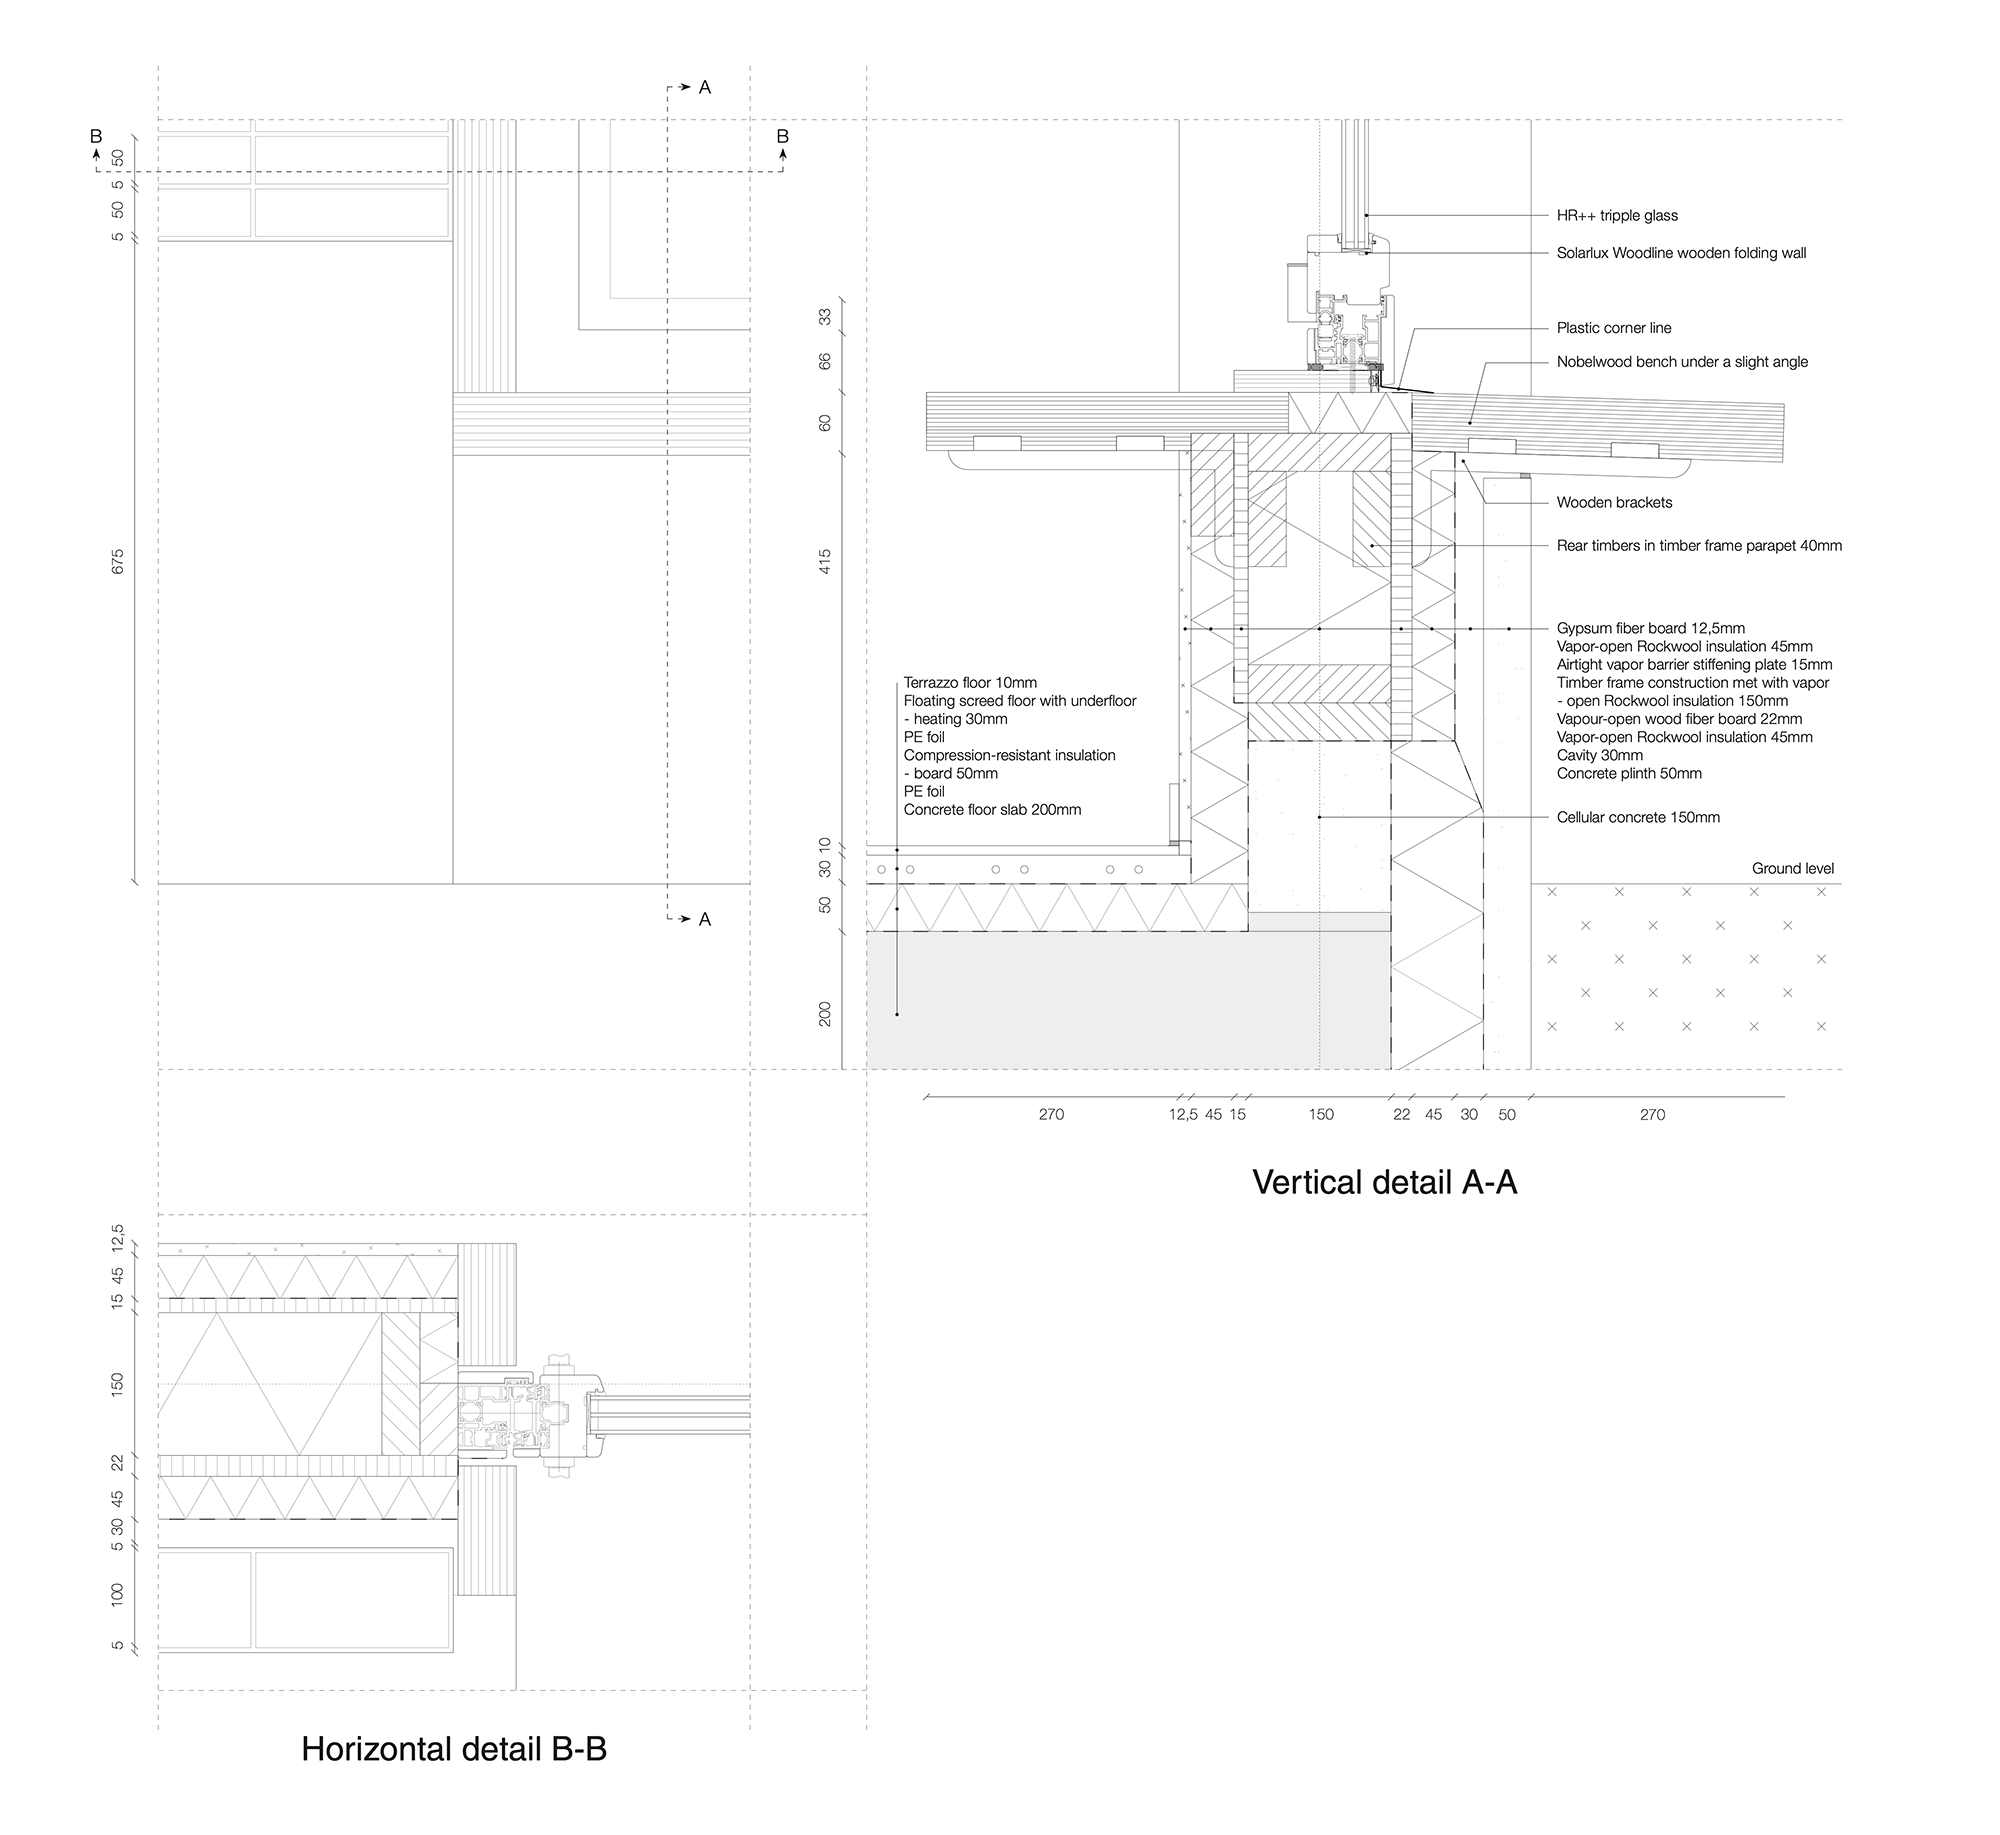 A
B
B
50
5
50
5
675
A
33
66
60
415
10
30
50
200
HR++ tripple glass
Solarlux Woodline wooden folding wall
Plastic corner line
Nobelwood bench under a slight angle
Wooden brackets
Rear timbers in timber frame parapet 40mm
Gypsum fiber board 12,5mm
Vapor-open Rockwool insulation 45mm
Airtight vapor barrier stiffening plate 15mm
Timber frame construction met with vapor
- open Rockwool insulation 150mm
Vapour-open wood fiber board 22mm
Vapor-open Rockwool insulation 45mm
Cavity 30mm
Concrete plinth 50mm
Cellular concrete 150mm
Ground level
Terrazzo floor 10mm
Floating screed floor with underfloor
- heating 30mm
PE foil
Compression-resistant insulation
- board 50mm
PE foil
Concrete floor slab 200mm
270 12,5 45 15 150 22 45 30 50 270
Vertical detail A-A
12,5
45
15
150
22
45
30
5
100
5
Horizontal detail B-B